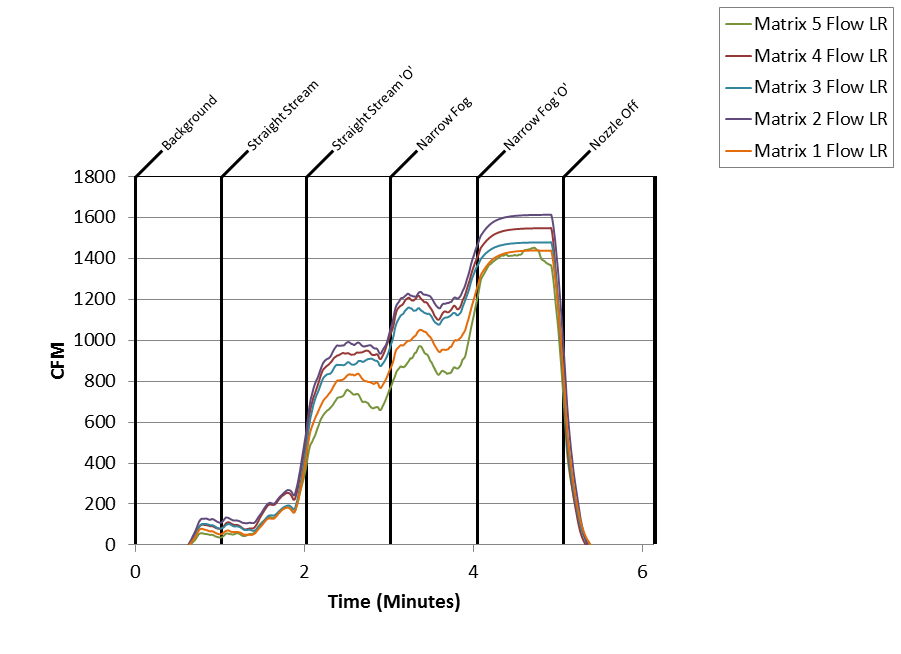 Matrix 5 Flow LR
Matrix 4 Flow LR
Matrix 3 Flow LR
Matrix 2 Flow LR
Matrix 1 Flow LR
Background
Straight Stream
Straight Stream 'O'
Narrow Fog
Narrow Fog 'O'
Nozzle Off
1800
1600
1400
1200
1000
800
600
400
200
0
CFM
0 2 4 6
Time (Minutes)